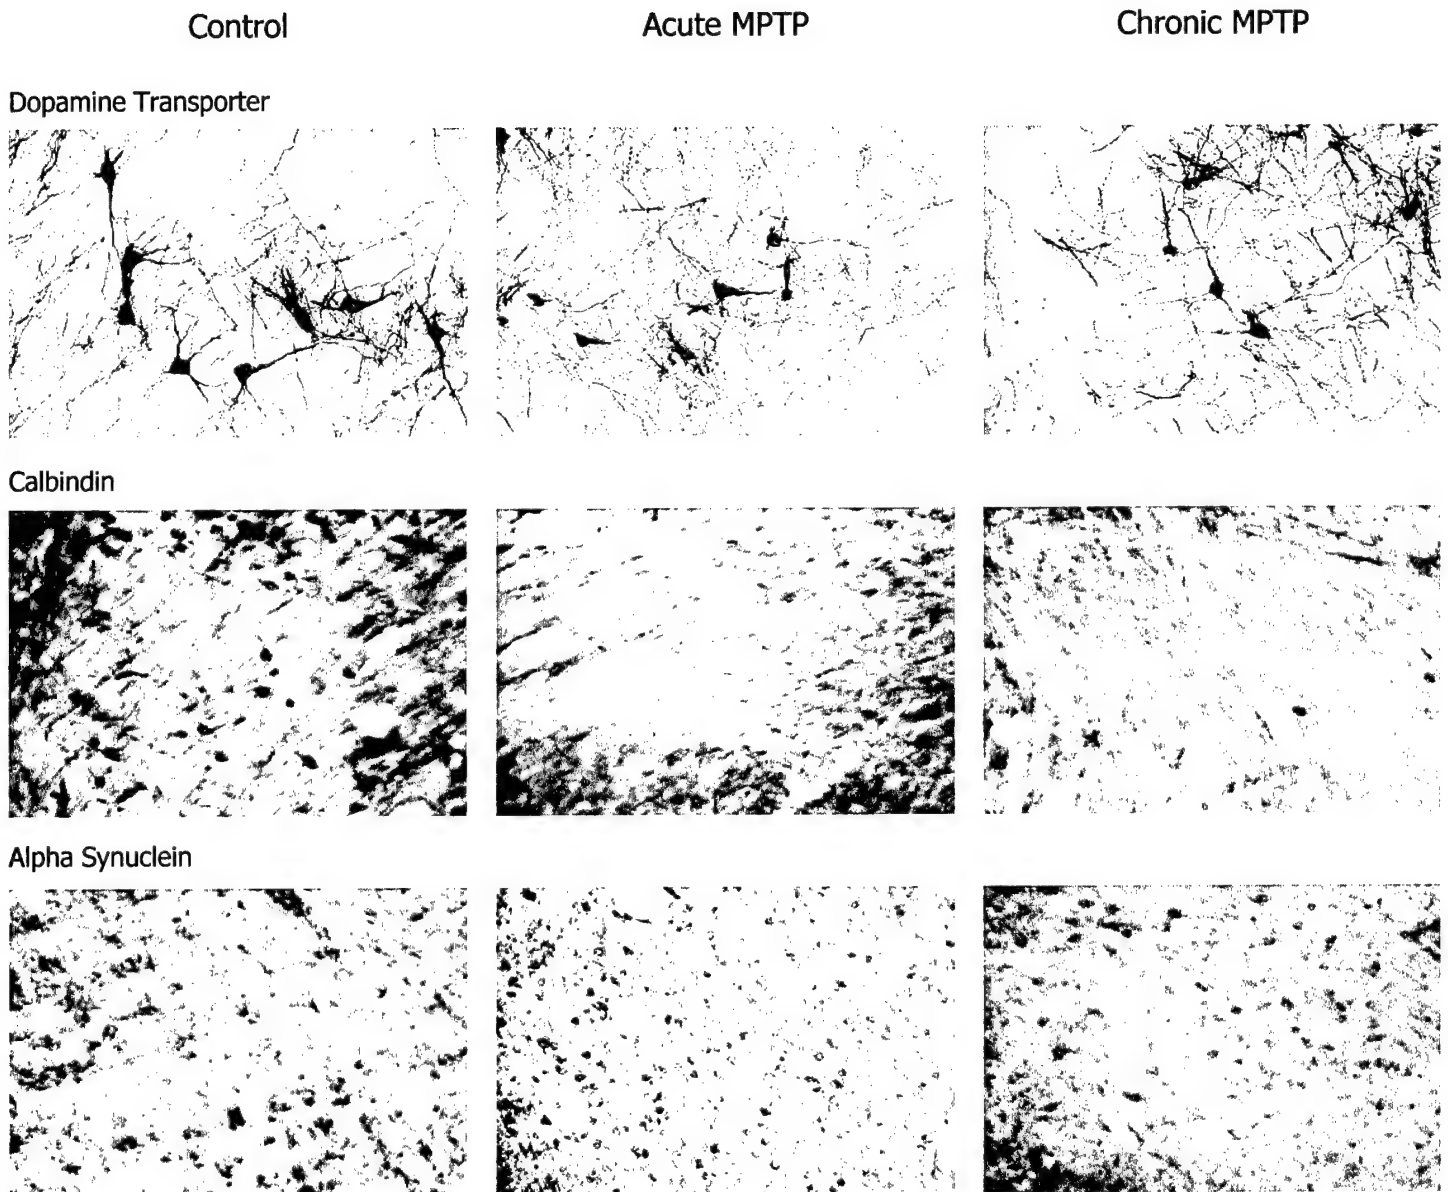 Control
Acute MPTP
Chronic MPTP
Dopamine Transporter
Calbindin
Alpha Synuclein